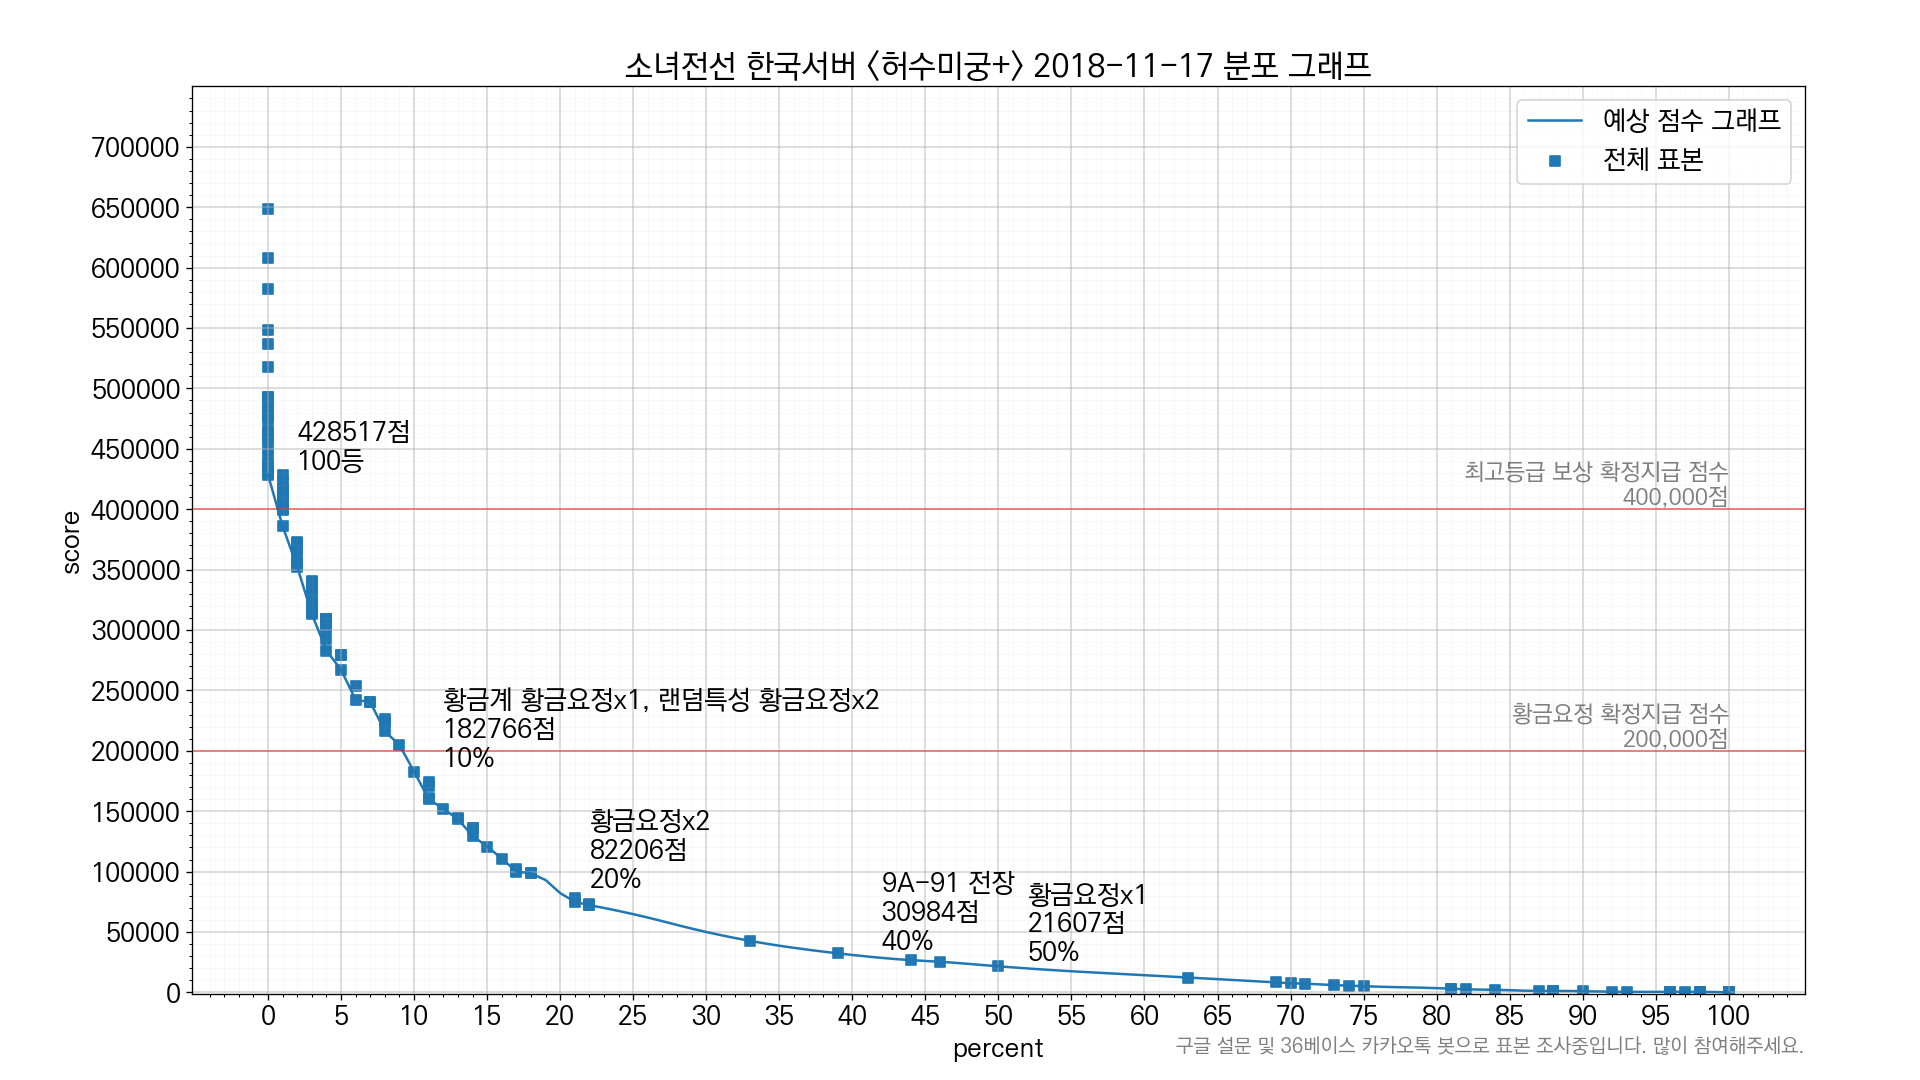 소녀전선 한국서버 <허수미궁+> 2018-11-17 분포 그래프
예상 점수 그래프
전체 표본
700000
650000
600000
550000
500000
450000
400000
350000
300000
250000
200000
150000
100000
50000
0
score
428517점
100등
최고등급 보상 확정지급 점수
400,000점
황금계 황금요정x1, 랜덤특성 황금요정x2
182766점
10%
황금요정 확정지급 점수
200,000점
황금요정x2
82206점
20%
9A-91 전장
30984점
40%
황금요정x1
21607점
50%
0 5 10 15 20 25 30 35 40 45 50 55 60 65 70 75 80 85 90 95 100
percent
구글 설문 및 36베이스 카카오톡 봇으로 표본 조사중입니다. 많이 참여해주세요.